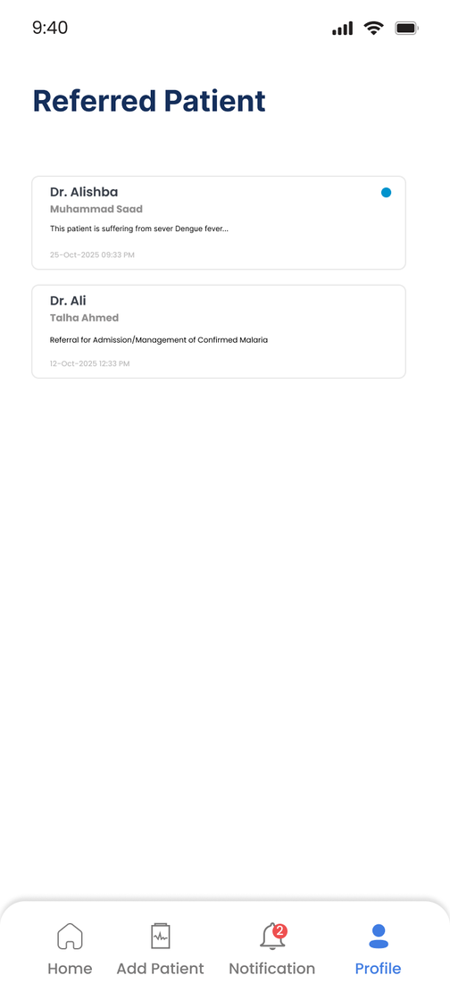 9:40
Referred Patient
Dr. Alishba
Muhammad Saad
This patient is suffering from sever Dengue fever...
25-Oct-2025 09:33 PM
Dr. Ali
Talha Ahmed
Referral for Admission/Management of Confirmed Malaria
12-Oct-2025 12:33 PM
2
Home
Add Patient
Notification
Profile